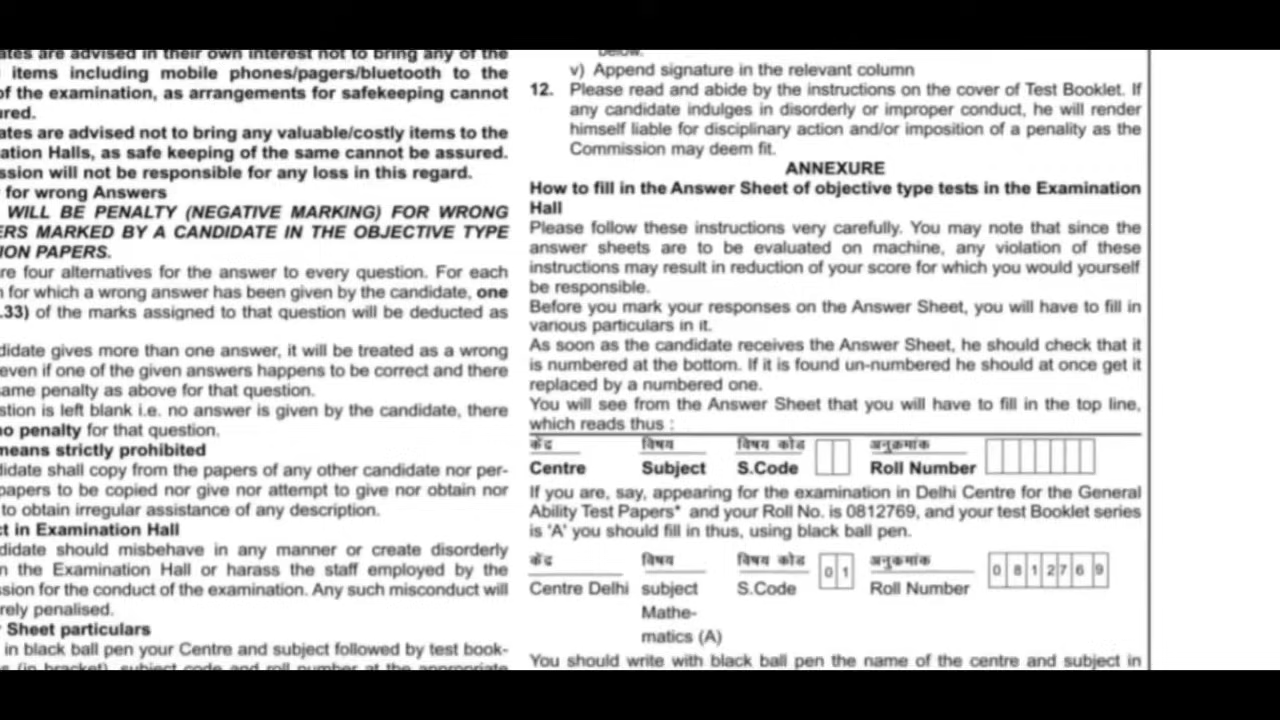 ates are advised in their own interest not to bring any of the
items including mobile phones/pagers/bluetooth to the
of the examination, as arrangements for safekeeping cannot
ured.
ates are advised not to bring any valuable/costly items to the
ation Halls, as safe keeping of the same cannot be assured.
ssion will not be responsible for any loss in this regard.
for wrong Answers
WILL BE PENALTY (NEGATIVE MARKING) FOR WRONG
ERS MARKED BY A CANDIDATE IN THE OBJECTIVE TYPE
ION PAPERS.
re four alternatives for the answer to every question. For each
n for which a wrong answer has been given by the candidate, one
.33) of the marks assigned to that question will be deducted as
didate gives more than one answer, it will be treated as a wrong
even if one of the given answers happens to be correct and there
ame penalty as above for that question.
stion is left blank i.e. no answer is given by the candidate, there
no penalty for that question.
means strictly prohibited
didate shall copy from the papers of any other candidate nor per-
papers to be copied nor give nor attempt to give nor obtain nor
to obtain irregular assistance of any description.
ct in Examination Hall
didate should misbehave in any manner or create disorderly
n the Examination Hall or harass the staff employed by the
ssion for the conduct of the examination. Any such misconduct will
rely penalised.
r Sheet particulars
in black ball pen your Centre and subject followed by test book-
s (in bracket), subject code and roll number at the appropriate
below.
v) Append signature in the relevant column
12. Please read and abide by the instructions on the cover of Test Booklet. If
any candidate indulges in disorderly or improper conduct, he will render
himself liable for disciplinary action and/or imposition of a penality as the
Commission may deem fit.
ANNEXURE
How to fill in the Answer Sheet of objective type tests in the Examination
Hall
Please follow these instructions very carefully. You may note that since the
answer sheets are to be evaluated on machine, any violation of these
instructions may result in reduction of your score for which you would yourself
be responsible.
Before you mark your responses on the Answer Sheet, you will have to fill in
various particulars in it.
As soon as the candidate receives the Answer Sheet, he should check that it
is numbered at the bottom. If it is found un-numbered he should at once get it
replaced by a numbered one.
You will see from the Answer Sheet that you will have to fill in the top line,
which reads thus :
केंद्र विषय विषय कोड अनुक्रमांक
Centre Subject S.Code Roll Number
If you are, say, appearing for the examination in Delhi Centre for the General
Ability Test Papers* and your Roll No. is 0812769, and your test Booklet series
is 'A' you should fill in thus, using black ball pen.
केंद्र विषय विषय कोड 0 1 अनुक्रमांक 0 8 1 2 7 6 9
Centre Delhi subject S.Code Roll Number
Mathe-
matics (A)
You should write with black ball pen the name of the centre and subject in